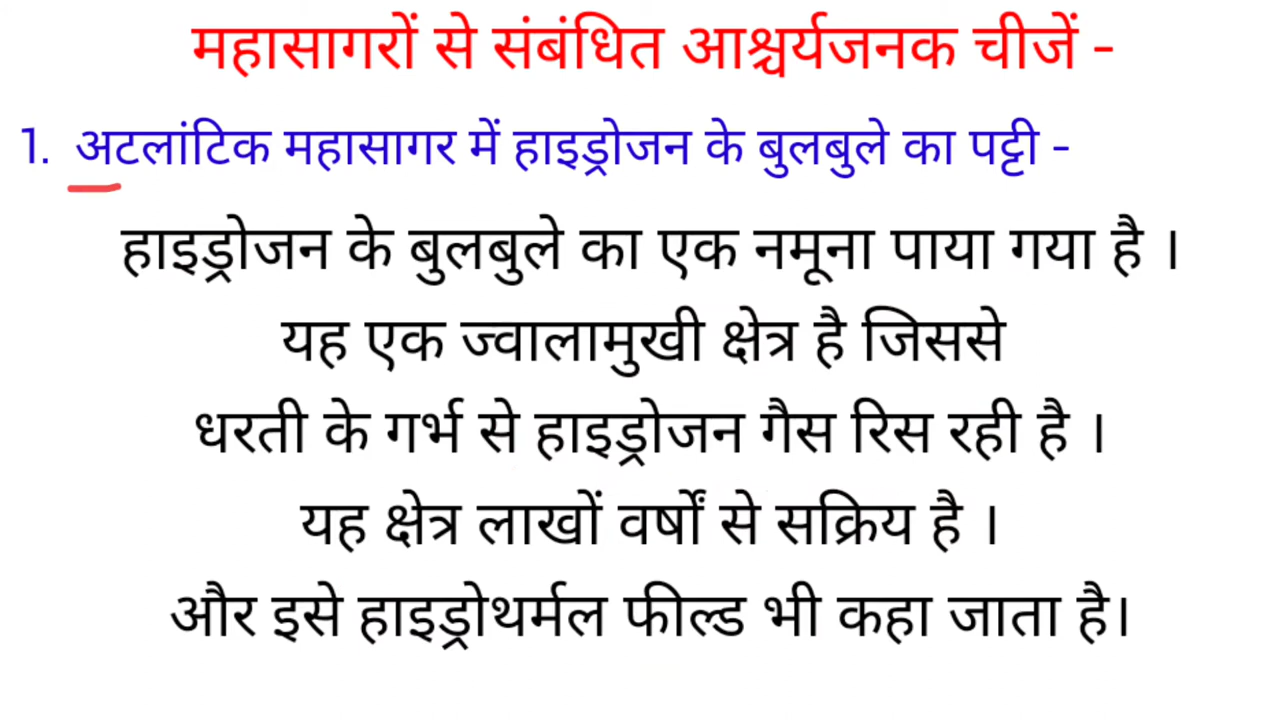 महासागरों से संबंधित आश्चर्यजनक चीजें -
1. अटलांटिक महासागर में हाइड्रोजन के बुलबुले का पट्टी -
हाइड्रोजन के बुलबुले का एक नमूना पाया गया है ।
यह एक ज्वालामुखी क्षेत्र है जिससे
धरती के गर्भ से हाइड्रोजन गैस रिस रही है ।
यह क्षेत्र लाखों वर्षों से सक्रिय है ।
और इसे हाइड्रोथर्मल फील्ड भी कहा जाता है।